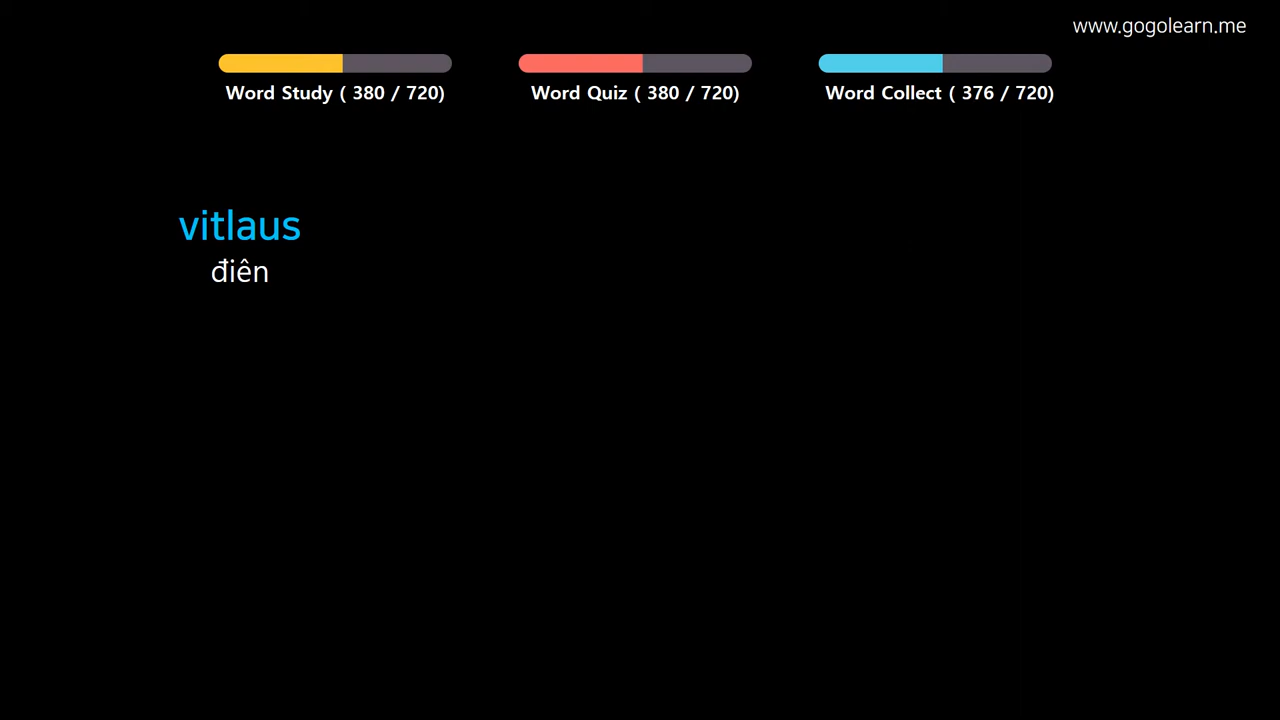 www.gogolearn.me
Word Study ( 380 / 720)
Word Quiz ( 380 / 720)
Word Collect ( 376 / 720)
vitlaus
điên